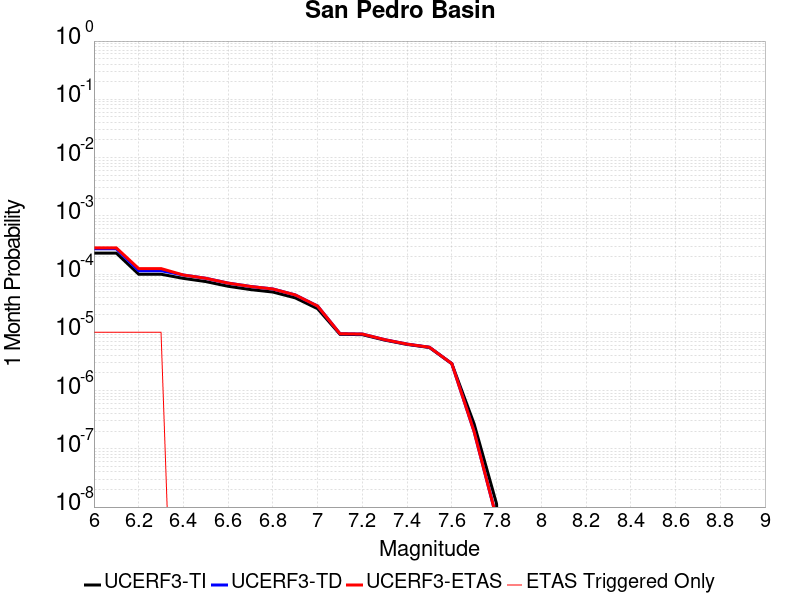 San Pedro Basin
10^0
10^-1
10^-2
10^-3
10^-4
10^-5
10^-6
10^-7
10^-8
1 Month Probability
6 6.2 6.4 6.6 6.8 7 7.2 7.4 7.6 7.8 8 8.2 8.4 8.6 8.8 9
Magnitude
UCERF3-TI UCERF3-TD UCERF3-ETAS ETAS Triggered Only